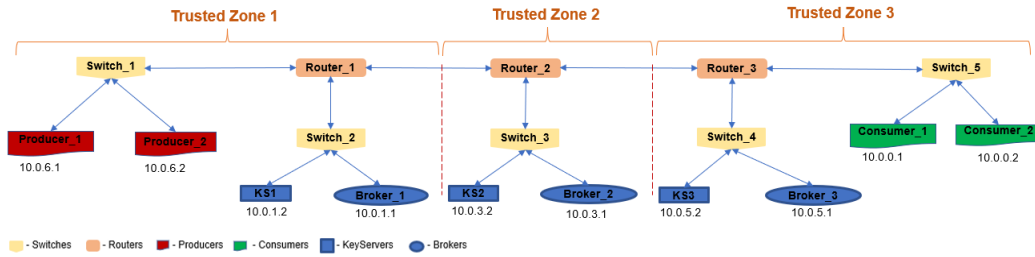 Trusted Zone 1
Trusted Zone 2
Trusted Zone 3
Switch_1
Router_1
Router_2
Router_3
Switch_5
Producer_1
Producer_2
Switch_2
Switch_3
Switch_4
Consumer_1
Consumer_2
10.0.6.1
10.0.6.2
10.0.0.1
10.0.0.2
KS1
Broker_1
KS2
Broker_2
KS3
Broker_3
10.0.1.2
10.0.1.1
10.0.3.2
10.0.3.1
10.0.5.2
10.0.5.1
- Switches
- Routers
- Producers
- Consumers
- KeyServers
- Brokers